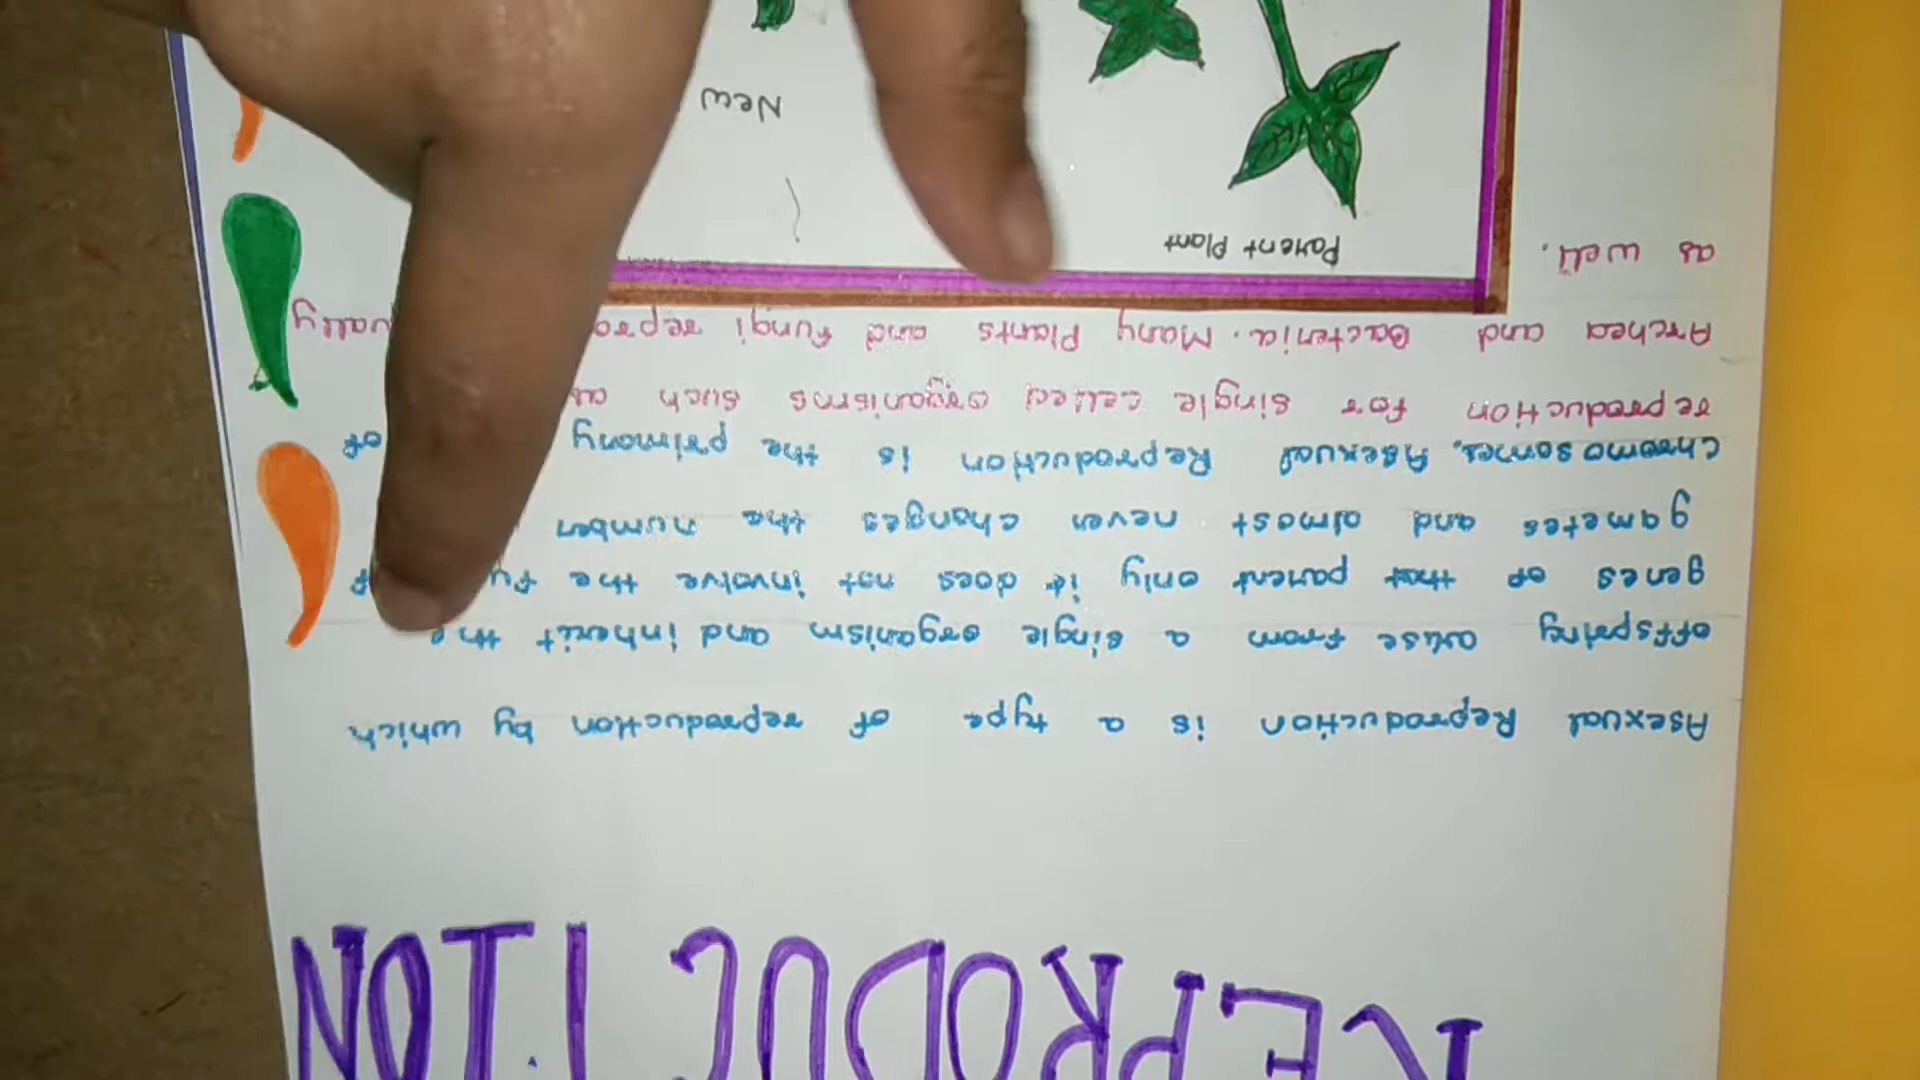 REPRODUCTION
Asexual Reproduction is a type of reproduction by which
offspring arise from a single organism and inherit the
genes of that parent only it does not involve the
gametes and almost never changes the number
chromosomes. Asexual Reproduction is the primary of
reproduction for single celled organisms such
Archea and Bacteria. Many Plants and fungi
as well.
Parent Plant
New